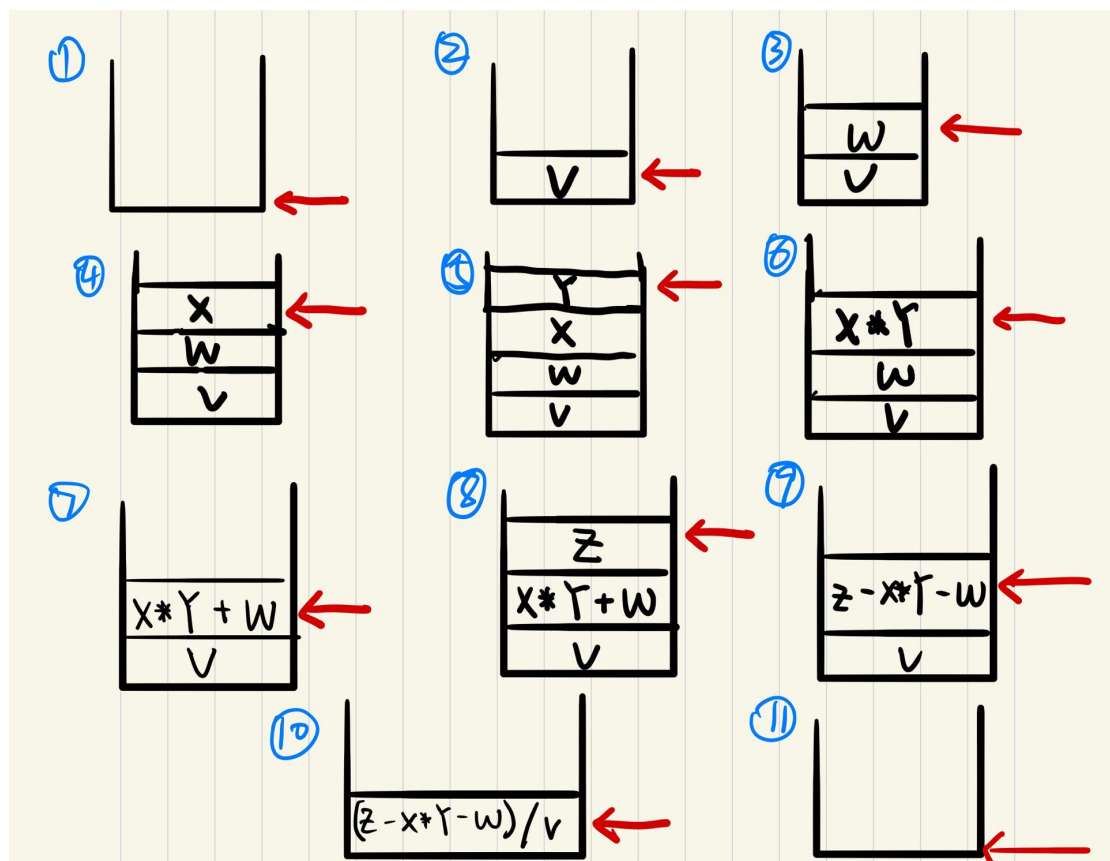 ① ② ③
V
W
V
④ ⑤ ⑥
X
W
V
Y
X
W
V
X*Y
W
V
⑦ ⑧ ⑨
X*Y+W
V
Z
X*Y+W
V
Z-X*Y-W
V
⑩ ⑪
(Z-X*Y-W)/V